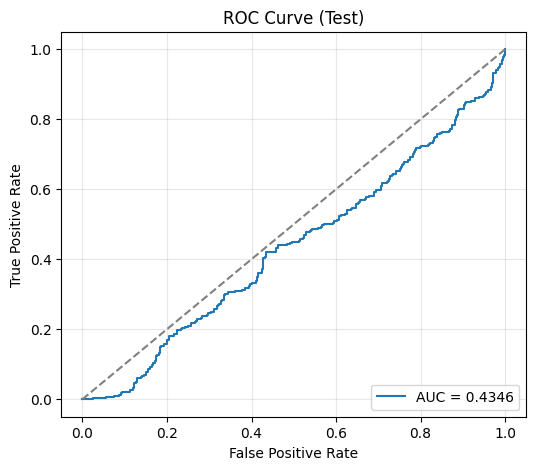 ROC Curve (Test)
1.0
0.8
0.6
0.4
0.2
0.0
True Positive Rate
AUC = 0.4346
0.0 0.2 0.4 0.6 0.8 1.0
False Positive Rate